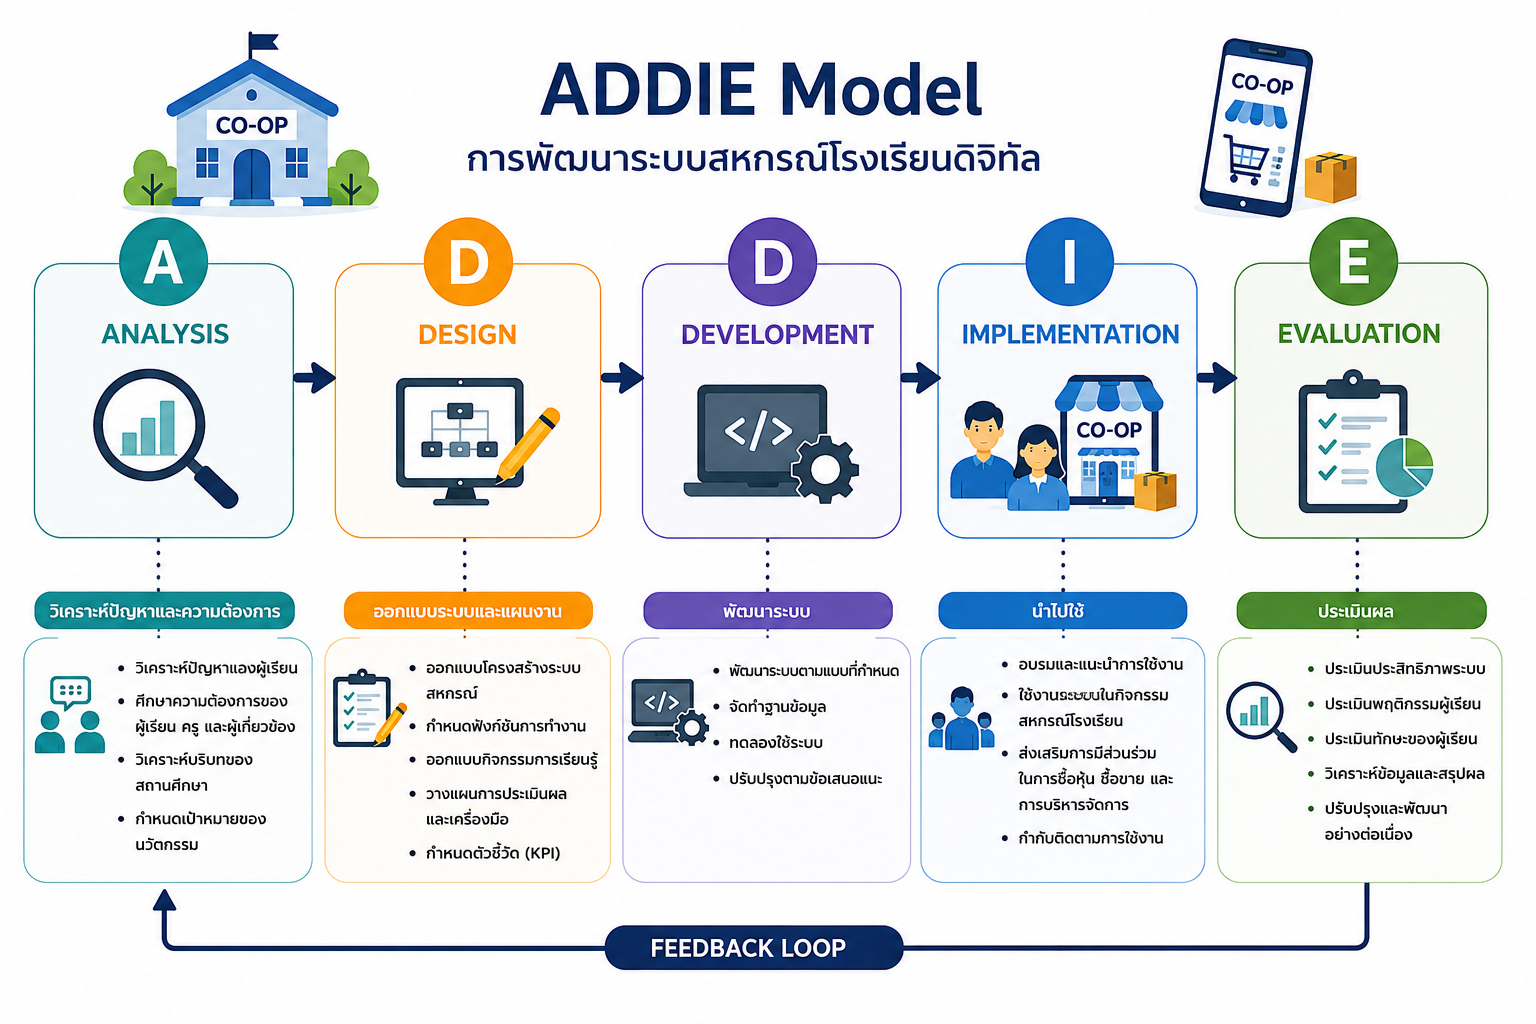 ADDIE Model
การพัฒนาระบบสหกรณ์โรงเรียนดิจิทัล
CO-OP
CO-OP
A
ANALYSIS
D
DESIGN
D
DEVELOPMENT
</>
I
IMPLEMENTATION
CO-OP
E
EVALUATION
วิเคราะห์ปัญหาและความต้องการ
• วิเคราะห์ปัญหาแองผู้เรียน
• ศึกษาความต้องการของ
ผู้เรียน ครู และผู้เกี่ยวข้อง
• วิเคราะห์บริบทของ
สถานศึกษา
• กำหนดเป้าหมายของ
นวัตกรรม
ออกแบบระบบและแผนงาน
• ออกแบบโครงสร้างระบบ
สหกรณ์
• กำหนดฟังก์ชันการทำงาน
• ออกแบบกิจกรรมการเรียนรู้
• วางแผนการประเมินผล
และเครื่องมือ
• กำหนดตัวชี้วัด (KPI)
พัฒนาระบบ
</>
• พัฒนาระบบตามแบบที่กำหนด
• จัดทำฐานข้อมูล
• ทดลองใช้ระบบ
• ปรับปรุงตามข้อเสนอแนะ
นำไปใช้
• อบรมและแนะนำการใช้งาน
• ใช้งานในกิจกรรม
สหกรณ์โรงเรียน
• ส่งเสริมการมีส่วนร่วม
ในการซื้อหุ้น ซื้อขาย และ
การบริหารจัดการ
• กำกับติดตามการใช้งาน
ประเมินผล
• ประเมินประสิทธิภาพระบบ
• ประเมินพฤติกรรมผู้เรียน
• ประเมินทักษะของผู้เรียน
• วิเคราะห์ข้อมูลและสรุปผล
• ปรับปรุงและพัฒนา
อย่างต่อเนื่อง
FEEDBACK LOOP